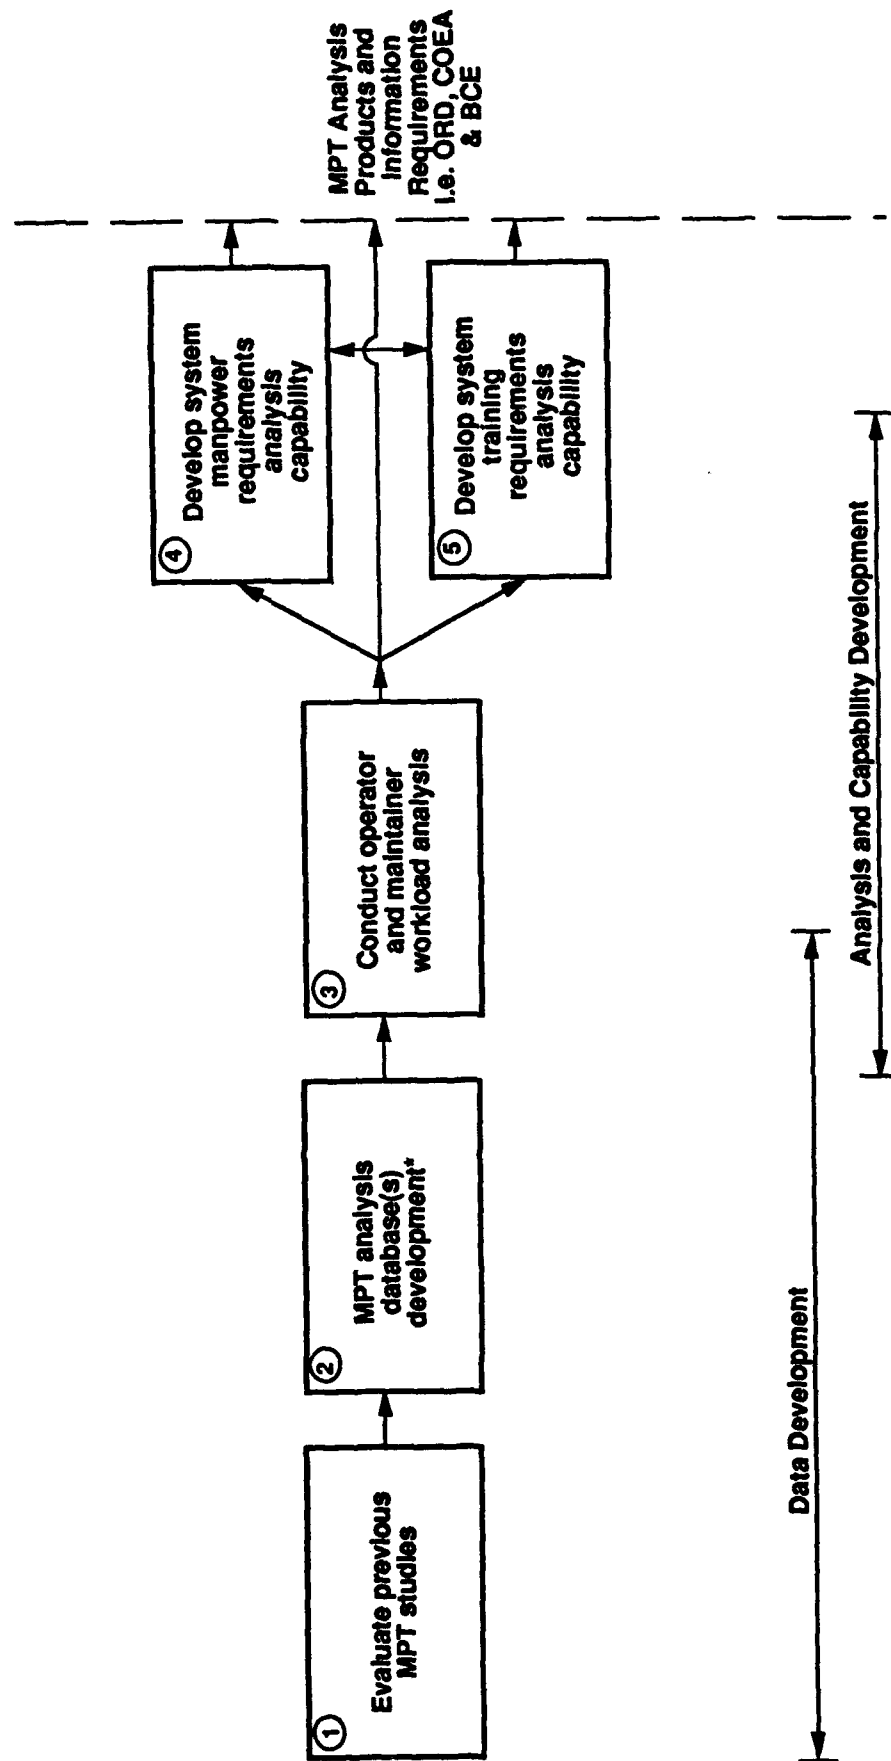 1
Evaluate previous
MPT studies
2
MPT analysis
database(s)
development*
3
Conduct operator
and maintainer
workload analysis
4
Develop system
manpower
requirements
analysis
capability
5
Develop system
training
requirements
analysis
capability
MPT Analysis
Products and
Information
Requirements
i.e. ORD, COEA
& BCE
Data Development
Analysis and Capability Development